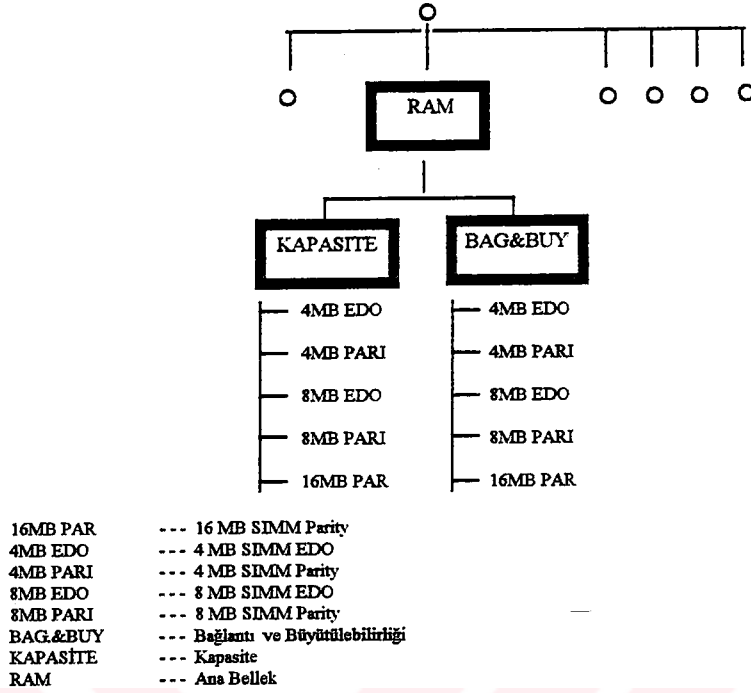 RAM
KAPASITE BAG&BUY
4MB EDO 4MB EDO
4MB PARI 4MB PARI
8MB EDO 8MB EDO
8MB PARI 8MB PARI
16MB PAR 16MB PAR
16MB PAR --- 16 MB SIMM Parity
4MB EDO --- 4 MB SIMM EDO
4MB PARI --- 4 MB SIMM Parity
8MB EDO --- 8 MB SIMM EDO
8MB PARI --- 8 MB SIMM Parity
BAG&BUY --- Bağlantı ve Büyütülebilirliği
KAPASİTE --- Kapasite
RAM --- Ana Bellek